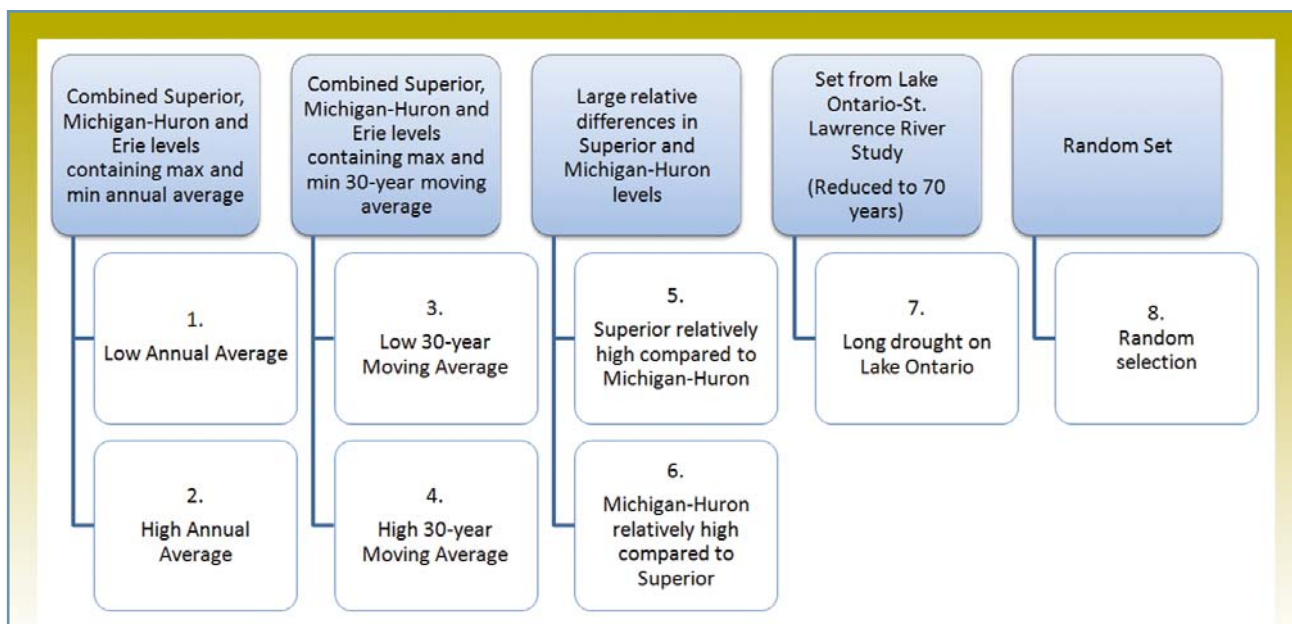 Combined Superior,
Michigan-Huron and
Erie levels
containing max and
min annual average
1.
Low Annual Average
2.
High Annual
Average
Combined Superior,
Michigan-Huron and
Erie levels
containing max and
min 30-year moving
average
3.
Low 30-year
Moving Average
4.
High 30-year
Moving Average
Large relative
differences in
Superior and
Michigan-Huron
levels
5.
Superior relatively
high compared to
Michigan-Huron
6.
Michigan-Huron
relatively high
compared to
Superior
Set from Lake
Ontario-St.
Lawrence River
Study
(Reduced to 70
years)
7.
Long drought on
Lake Ontario
Random Set
8.
Random
selection